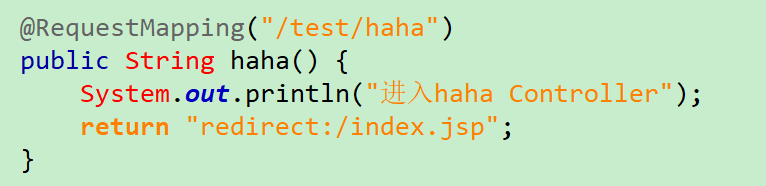 @RequestMapping("/test/haha")
public String haha() {
    System.out.println("进入haha Controller");
    return "redirect:/index.jsp";
}